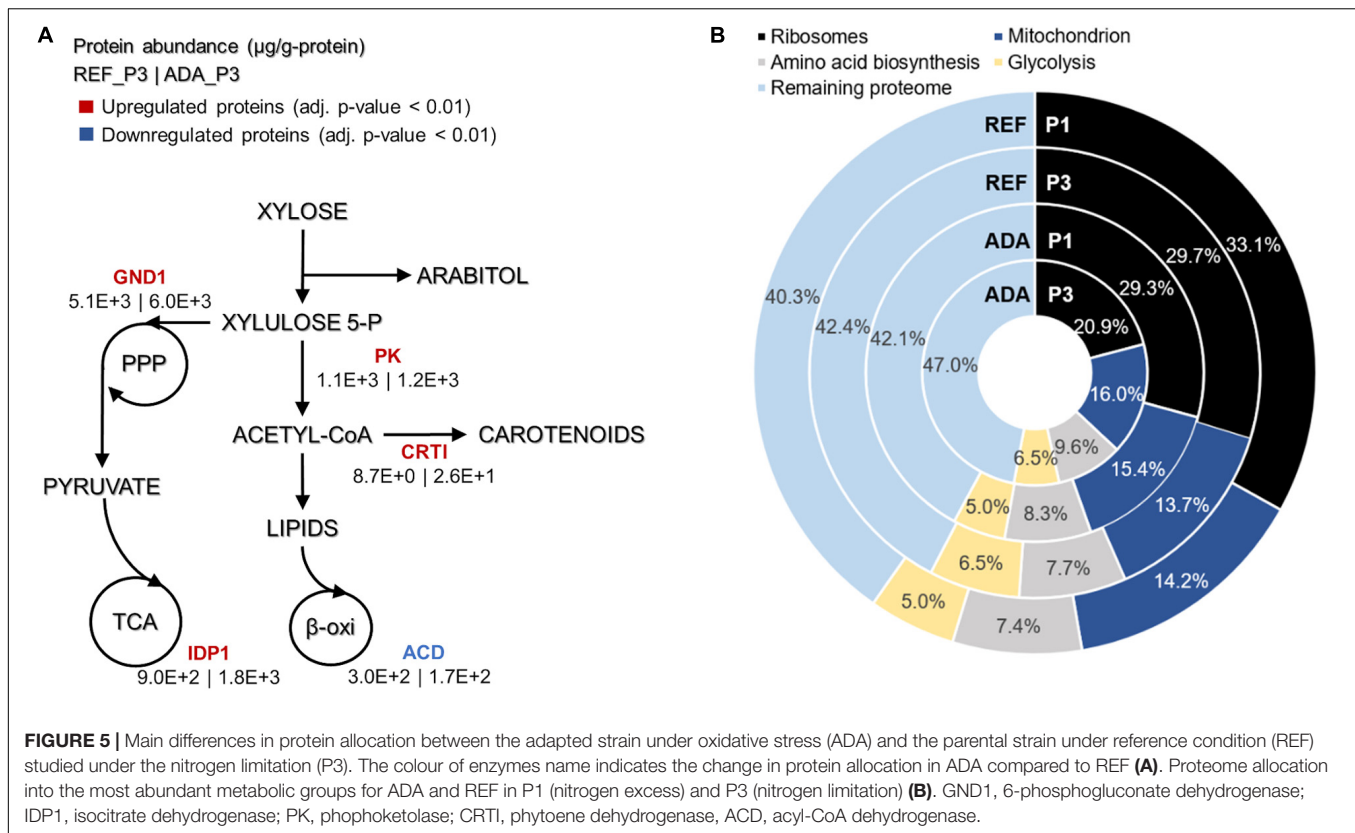 A
Protein abundance (µg/g-protein)
REF_P3 | ADA_P3
Upregulated proteins (adj. p-value < 0.01)
Downregulated proteins (adj. p-value < 0.01)
XYLOSE
ARABITOL
GND1
5.1E+3 | 6.0E+3
XYLULOSE 5-P
PPP
PK
1.1E+3 | 1.2E+3
ACETYL-CoA
CAROTENOIDS
CRTI
8.7E+0 | 2.6E+1
PYRUVATE
LIPIDS
TCA
β-oxi
IDP1
9.0E+2 | 1.8E+3
ACD
3.0E+2 | 1.7E+2
B
Ribosomes
Mitochondrion
Amino acid biosynthesis
Glycolysis
Remaining proteome
REF P1
REF P3
ADA P1
ADA P3
33.1%
29.7%
29.3%
20.9%
40.3%
42.4%
42.1%
47.0%
16.0%
15.4%
13.7%
14.2%
9.6%
8.3%
7.7%
7.4%
6.5%
5.0%
6.5%
5.0%
FIGURE 5 | Main differences in protein allocation between the adapted strain under oxidative stress (ADA) and the parental strain under reference condition (REF)
studied under the nitrogen limitation (P3). The colour of enzymes name indicates the change in protein allocation in ADA compared to REF (A). Proteome allocation
into the most abundant metabolic groups for ADA and REF in P1 (nitrogen excess) and P3 (nitrogen limitation) (B). GND1, 6-phosphogluconate dehydrogenase;
IDP1, isocitrate dehydrogenase; PK, phophoketolase; CRTI, phytoene dehydrogenase, ACD, acyl-CoA dehydrogenase.